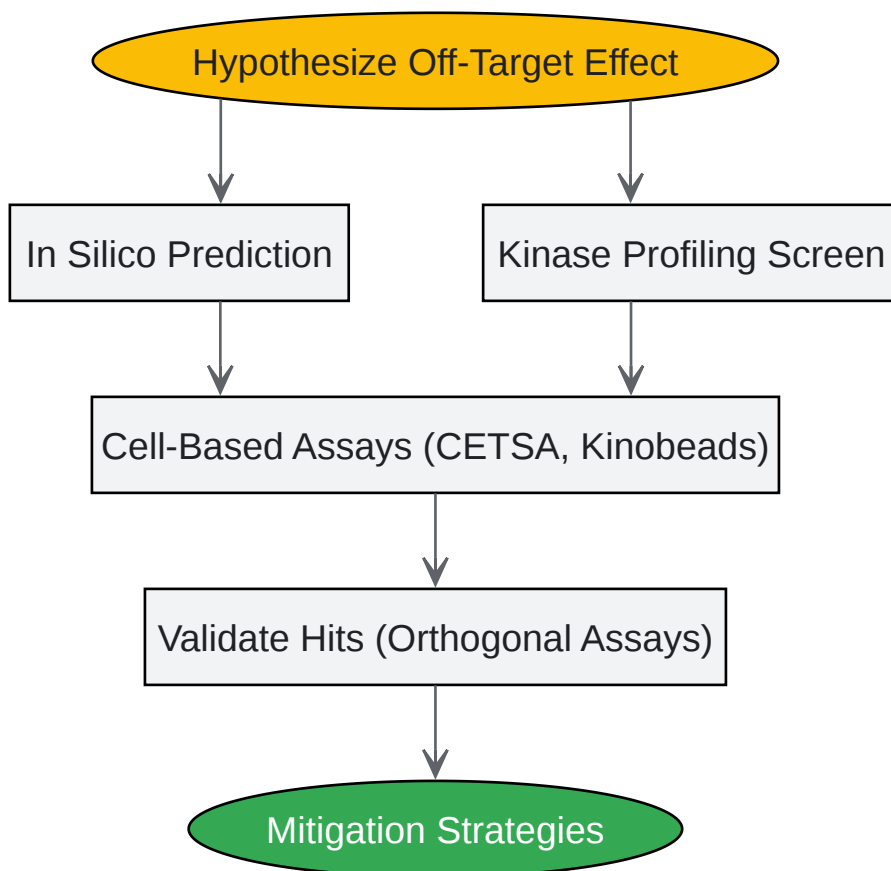 Hypothesize Off-Target Effect
In Silico Prediction
Kinase Profiling Screen
Cell-Based Assays (CETSA, Kinobeads)
Validate Hits (Orthogonal Assays)
Mitigation Strategies